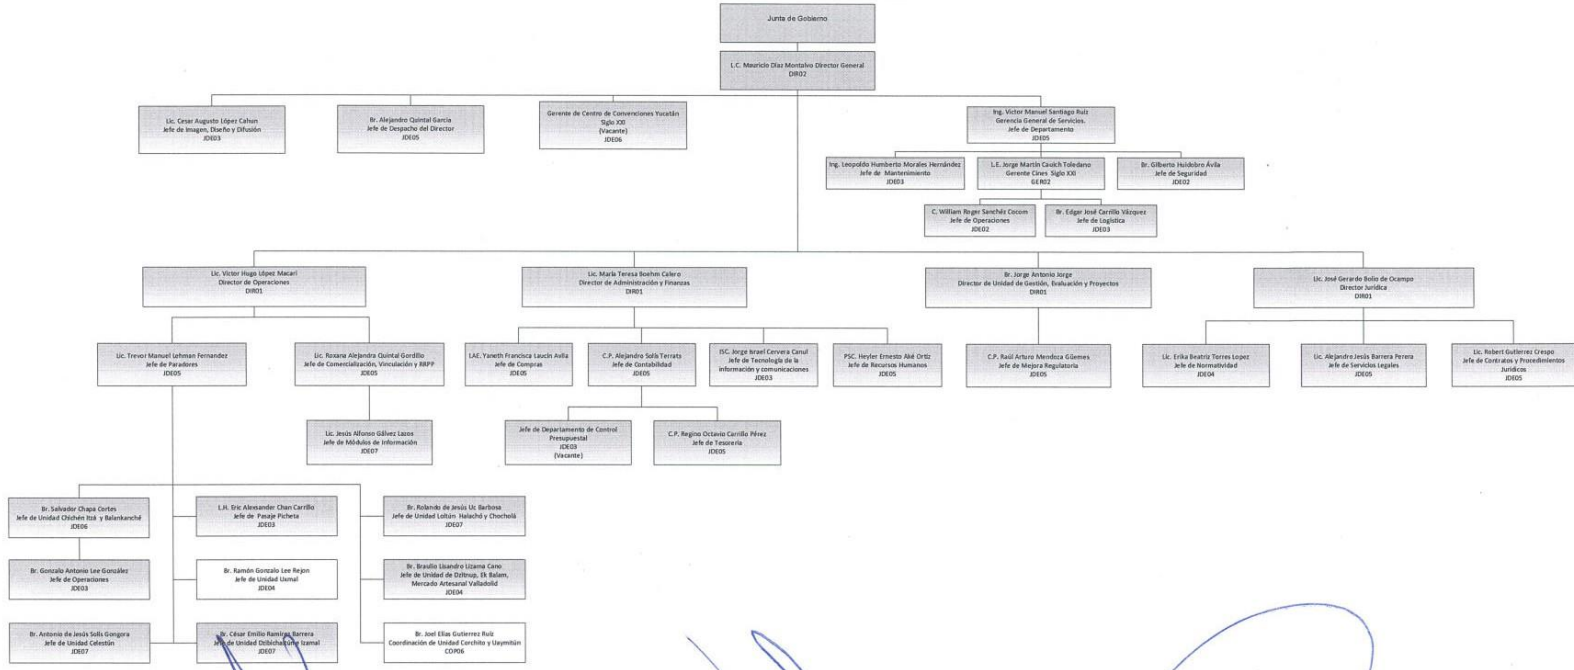 Junta de Gobierno
L.C. Mauricio Díaz Montalvo Director General
DIR02
Lic. Cesar Augusto López Cahun
Jefe de Imagen, Diseño y Difusión
JDE03
Br. Alejandro Quintal García
Jefe de Despacho del Director
JDE05
Gerente de Centro de Convenciones Yucatán
Siglo XXI
(Vacante)
JDE06
Ing. Victor Manuel Santiago Ruiz
Gerencia General de Servicios.
Jefe de Departamento
JDE05
Ing. Leopoldo Humberto Morales Hernández
Jefe de Mantenimiento
JDE03
L.E. Jorge Martín Cauich Toledano
Gerente Cines Siglo XXI
GER02
Br. Gilberto Huidobro Ávila
Jefe de Seguridad
JDE02
C. William Roger Sanchéz Cocom
Jefe de Operaciones
JDE02
Br. Edgar José Carrillo Vázquez
Jefe de Logística
JDE03
Lic. Victor Hugo López Macari
Director de Operaciones
DIR01
Lic. María Teresa Boehm Calero
Director de Administración y Finanzas
DIR01
Br. Jorge Antonio Jorge
Director de Unidad de Gestión, Evaluación y Proyectos
DIR01
Lic. José Gerardo Bolio de Ocampo
Director Jurídica
DIR01
Lic. Trevor Manuel Lehman Fernandez
Jefe de Paradores
JDE05
Lic. Roxana Alejandra Quintal Gordillo
Jefe de Comercialización, Vinculación y RRPP
JDE05
LAE. Yaneth Francisca Laucin Avila
Jefe de Compras
JDE05
C.P. Alejandro Solís Terrats
Jefe de Contabilidad
JDE05
ISC. Jorge Israel Cervera Canul
Jefe de Tecnología de la
información y comunicaciones
JDE03
PSC. Heyler Ernesto Aké Ortiz
Jefe de Recursos Humanos
JDE05
C.P. Raúl Arturo Mendoza Güemes
Jefe de Mejora Regulatoria
JDE05
Lic. Erika Beatriz Torres Lopez
Jefe de Normatividad
JDE04
Lic. Alejandro Jesús Barrera Perera
Jefe de Servicios Legales
JDE05
Lic. Robert Gutierrez Crespo
Jefe de Contratos y Procedimientos
Jurídicos
JDE05
Lic. Jesús Alfonso Gálvez Lazos
Jefe de Módulos de Información
JDE07
Jefe de Departamento de Control
Presupuestal
JDE03
(Vacante)
C.P. Regino Octavio Carrillo Pérez
Jefe de Tesorería
JDE05
Br. Salvador Chapa Cortes
Jefe de Unidad Chichén Itzá y Balankanché
JDE06
L.H. Eric Alexsander Chan Carrillo
Jefe de Pasaje Picheta
JDE03
Br. Rolando de Jesús Uc Barbosa
Jefe de Unidad Loltún Halachó y Chocholá
JDE07
Br. Gonzalo Antonio Lee González
Jefe de Operaciones
JDE03
Br. Ramón Gonzalo Lee Rejon
Jefe de Unidad Uxmal
JDE04
Br. Braulio Lisandro Lizama Cano
Jefe de Unidad de Dzitnup, Ek Balam,
Mercado Artesanal Valladolid
JDE04
Br. Antonio de Jesús Solís Gongora
Jefe de Unidad Celestún
JDE07
Br. César Emilio Ramírez Barrera
Jefe de Unidad Dzibichaltún e Izamal
JDE07
Br. Joel Elías Gutierrez Ruiz
Coordinación de Unidad Corchito y Uaymitún
COP06